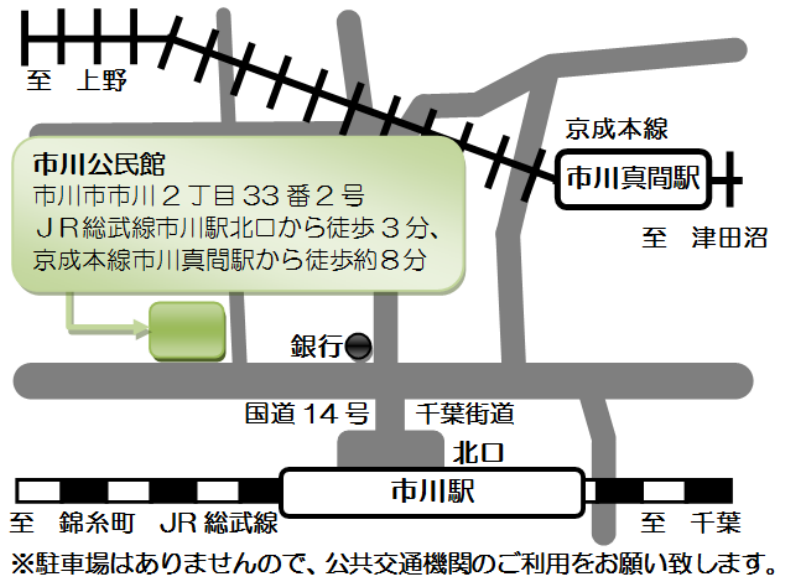 至 上野
京成本線
市川公民館
市川真間駅
市川市市川２丁目33番２号
ＪＲ総武線市川駅北口から徒歩３分、
至 津田沼
京成本線市川真間駅から徒歩約８分
銀行
国道14号 千葉街道
北口
市川駅
至 錦糸町 JR総武線
至 千葉
※駐車場はありませんので、公共交通機関のご利用をお願い致します。